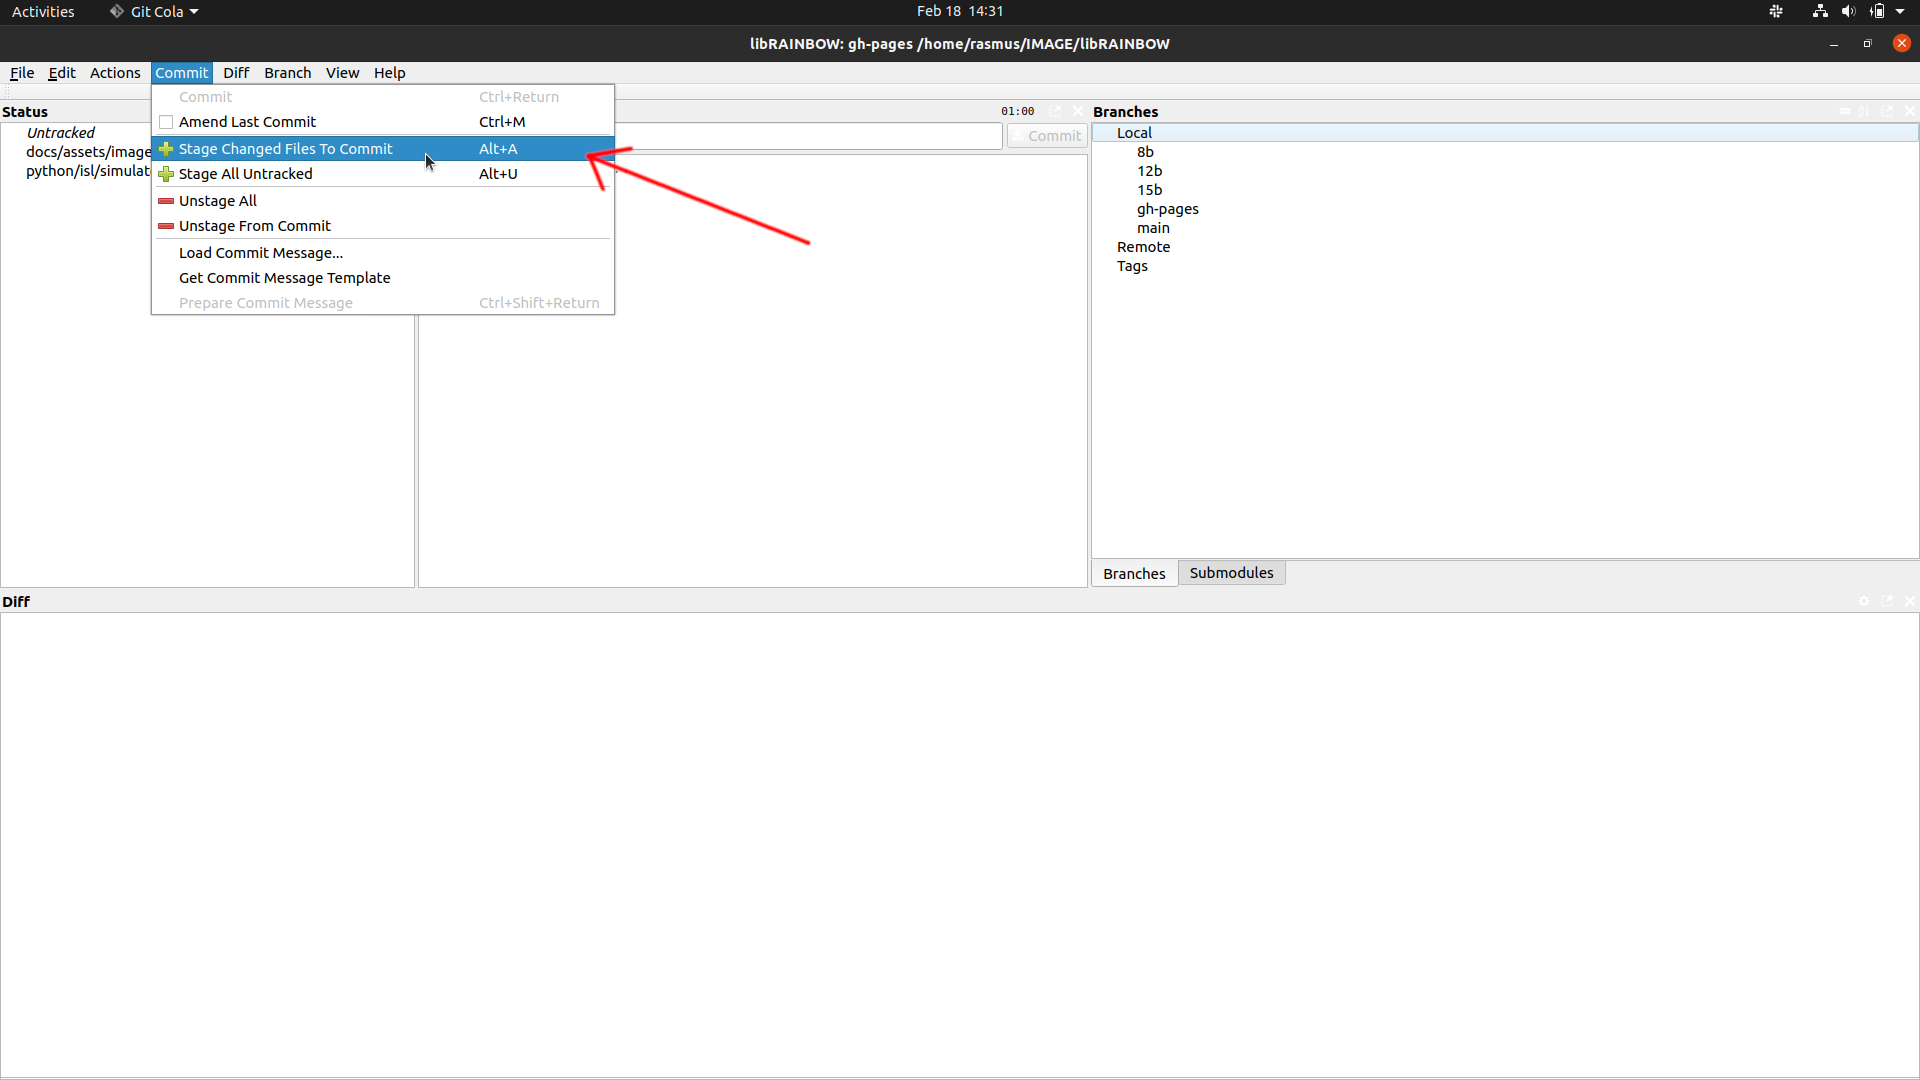 Activities Git Cola Feb 18 14:31
libRAINBOW: gh-pages /home/rasmus/IMAGE/libRAINBOW
File Edit Actions Commit Diff Branch View Help
Status
Untracked
docs/assets/image
python/isl/simulat
Commit Ctrl+Return
Amend Last Commit Ctrl+M
Stage Changed Files To Commit Alt+A
Stage All Untracked Alt+U
Unstage All
Unstage From Commit
Load Commit Message...
Get Commit Message Template
Prepare Commit Message Ctrl+Shift+Return
01:00
Commit
Branches
Local
8b
12b
15b
gh-pages
main
Remote
Tags
Branches Submodules
Diff